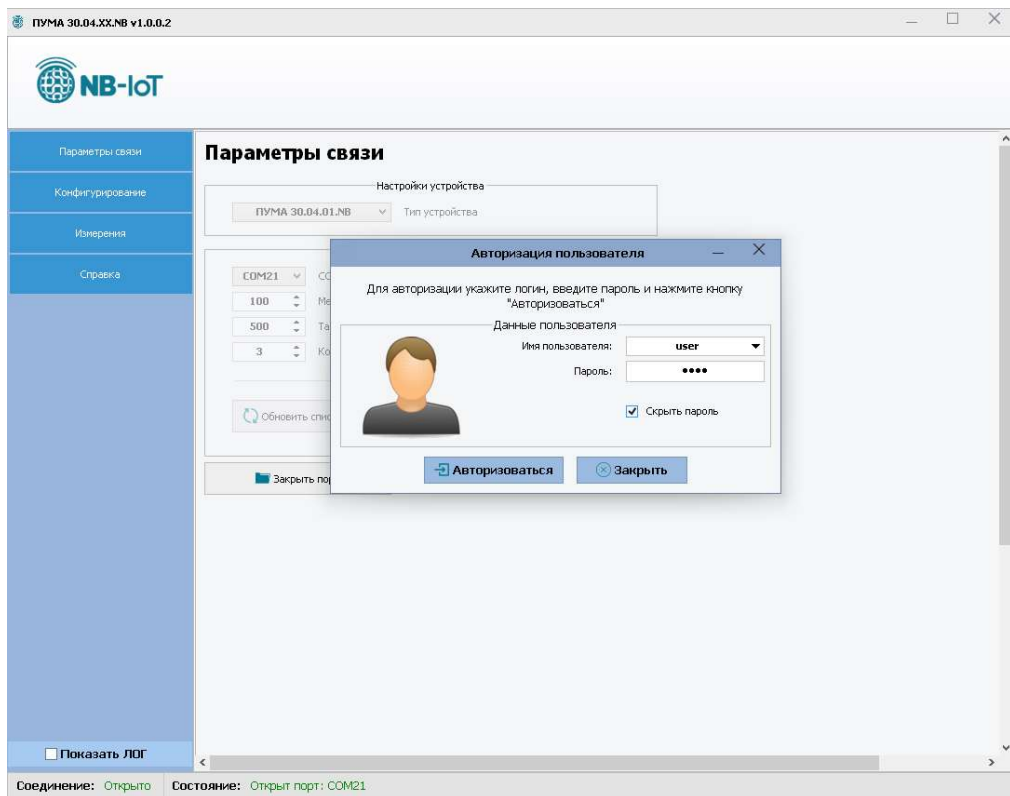 ПУМА 30.04.XX.NB v1.0.0.2
NB-IoT
Параметры связи
Конфигурирование
Измерения
Справка
Параметры связи
Настройки устройства
ПУМА 30.04.01.NB
Тип устройства
COM21
100
500
3
Обновить
Закрыть
Авторизация пользователя
Для авторизации укажите логин, введите пароль и нажмите кнопку
"Авторизоваться"
Данные пользователя
Имя пользователя:
user
Пароль:
••••
Скрыть пароль
Авторизоваться
Закрыть
Показать ЛОГ
Соединение: Открыто Состояние: Открыт порт: COM21